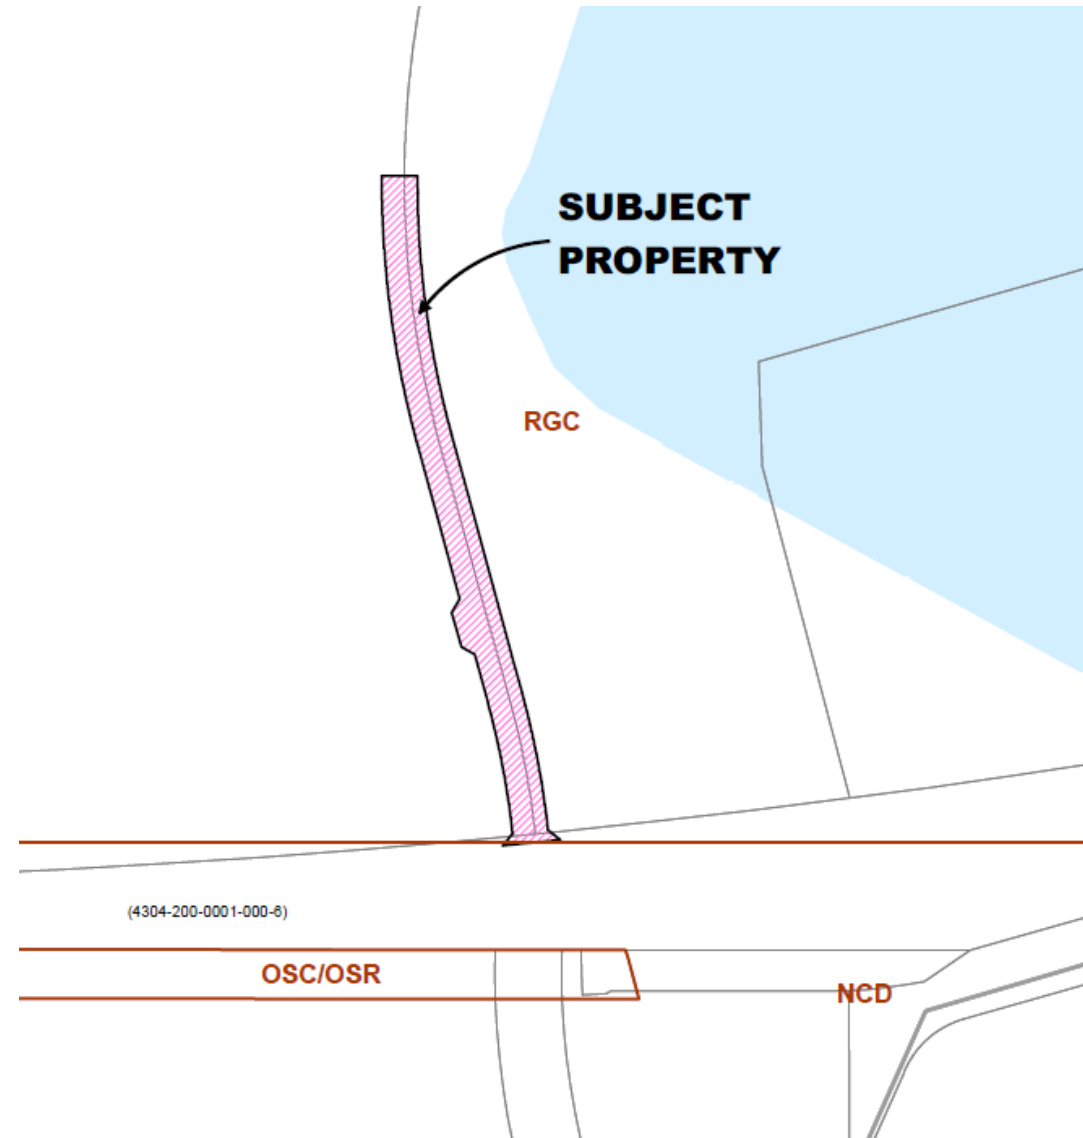 SUBJECT
PROPERTY
RGC
(4304-200-0001-000-6)
OSC/OSR
NCD